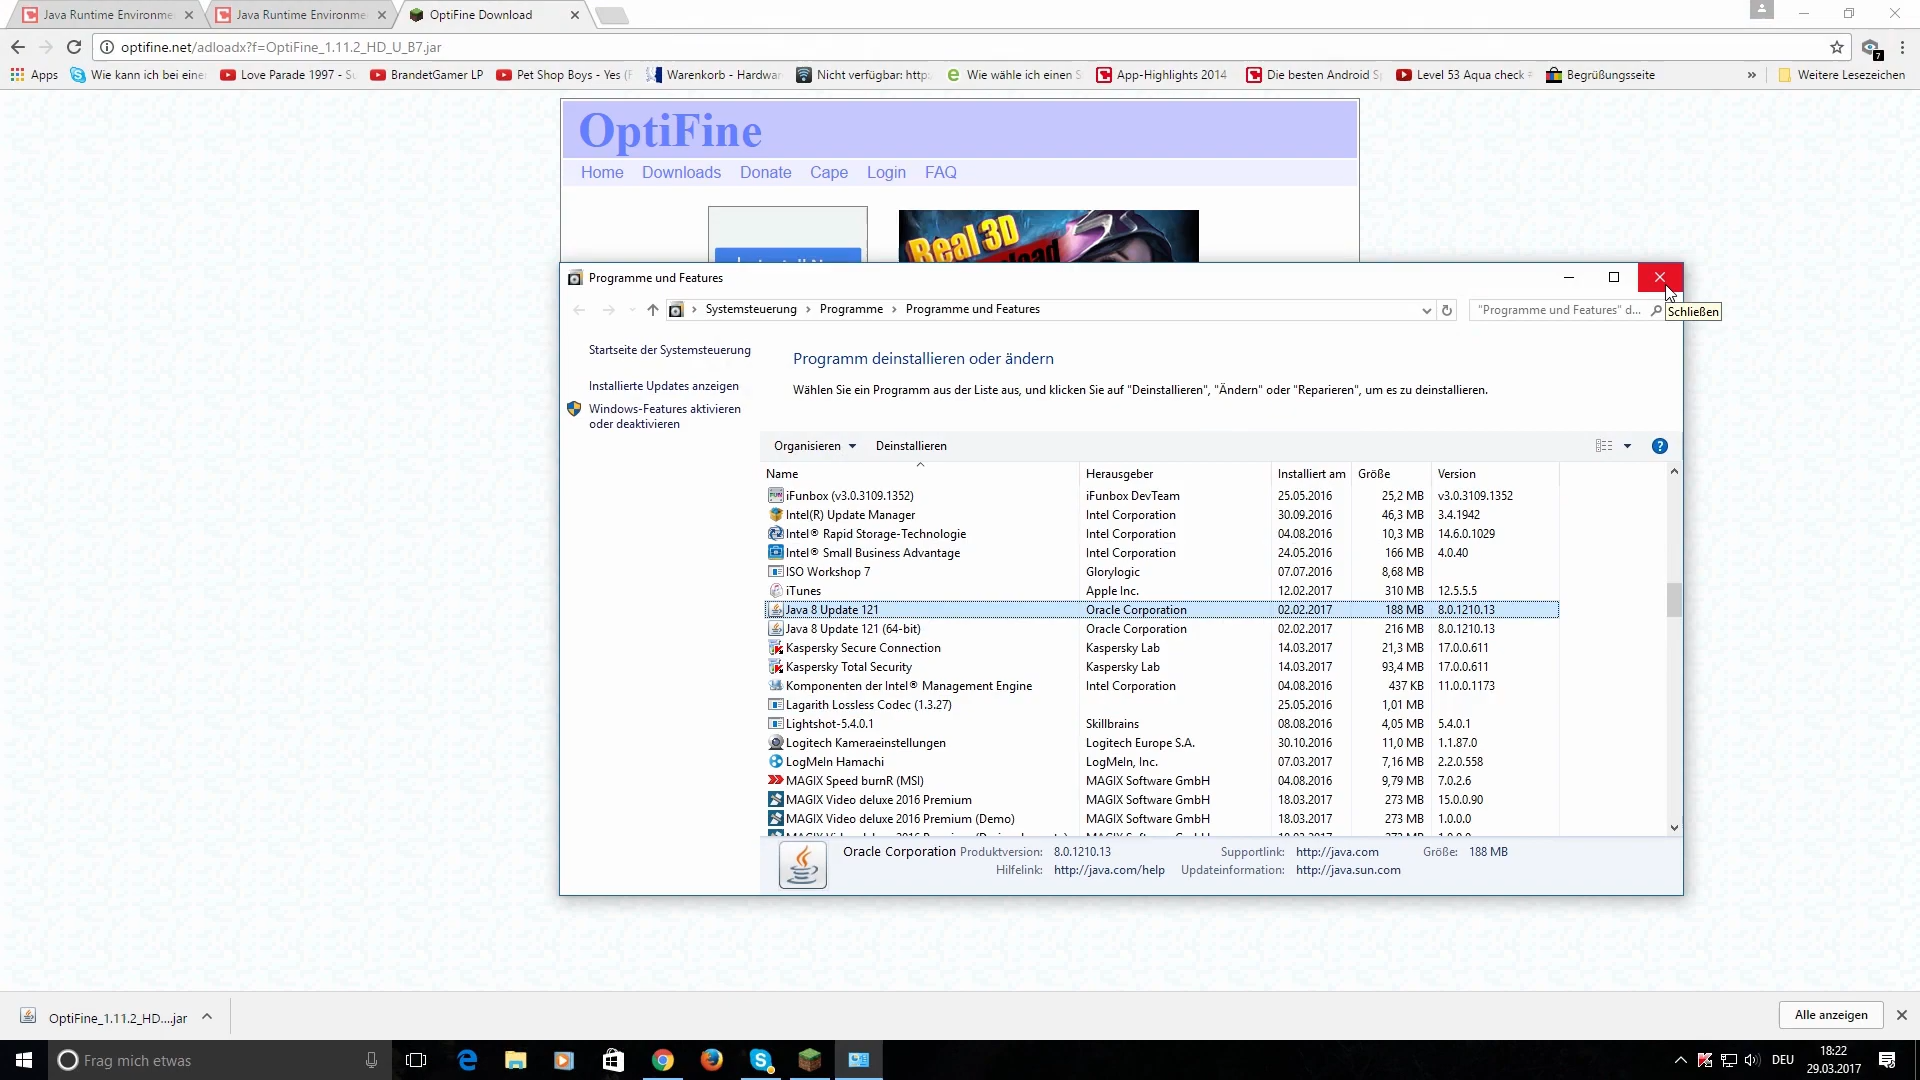 Java Runtime Environme
Java Runtime Environme
OptiFine Download
optifine.net/adloadx?f=OptiFine_1.11.2_HD_U_B7.jar
7
Apps
Wie kann ich bei eine
Love Parade 1997 - Su
BrandetGamer LP
Pet Shop Boys - Yes (F
Warenkorb - Hardwa
Nicht verfügbar: http:
Wie wähle ich einen S
App-Highlights 2014
Die besten Android S
Level 53 Aqua check
Begrüßungsseite
»
Weitere Lesezeichen
OptiFine
Home Downloads Donate Cape Login FAQ
Real 3D
Programme und Features
Systemsteuerung › Programme › Programme und Features
"Programme und Features" d...
Schließen
Startseite der Systemsteuerung
Installierte Updates anzeigen
Windows-Features aktivieren
oder deaktivieren
Programm deinstallieren oder ändern
Wählen Sie ein Programm aus der Liste aus, und klicken Sie auf "Deinstallieren", "Ändern" oder "Reparieren", um es zu deinstallieren.
Organisieren Deinstallieren
Name Herausgeber Installiert am Größe Version
iFunbox (v3.0.3109.1352) iFunbox DevTeam 25.05.2016 25,2 MB v3.0.3109.1352
Intel(R) Update Manager Intel Corporation 30.09.2016 46,3 MB 3.4.1942
Intel® Rapid Storage-Technologie Intel Corporation 04.08.2016 10,3 MB 14.6.0.1029
Intel® Small Business Advantage Intel Corporation 24.05.2016 166 MB 4.0.40
ISO Workshop 7 Glorylogic 07.07.2016 8,68 MB
iTunes Apple Inc. 12.02.2017 310 MB 12.5.5.5
Java 8 Update 121 Oracle Corporation 02.02.2017 188 MB 8.0.1210.13
Java 8 Update 121 (64-bit) Oracle Corporation 02.02.2017 216 MB 8.0.1210.13
Kaspersky Secure Connection Kaspersky Lab 14.03.2017 21,3 MB 17.0.0.611
Kaspersky Total Security Kaspersky Lab 14.03.2017 93,4 MB 17.0.0.611
Komponenten der Intel® Management Engine Intel Corporation 04.08.2016 437 KB 11.0.0.1173
Lagarith Lossless Codec (1.3.27) 25.05.2016 1,01 MB
Lightshot-5.4.0.1 Skillbrains 08.08.2016 4,05 MB 5.4.0.1
Logitech Kameraeinstellungen Logitech Europe S.A. 30.10.2016 11,0 MB 1.1.87.0
LogMeIn Hamachi LogMeIn, Inc. 07.03.2017 7,16 MB 2.2.0.558
MAGIX Speed burnR (MSI) MAGIX Software GmbH 04.08.2016 9,79 MB 7.0.2.6
MAGIX Video deluxe 2016 Premium MAGIX Software GmbH 18.03.2017 273 MB 15.0.0.90
MAGIX Video deluxe 2016 Premium (Demo) MAGIX Software GmbH 18.03.2017 273 MB 1.0.0.0
Oracle Corporation Produktversion: 8.0.1210.13 Supportlink: http://java.com Größe: 188 MB
Hilfelink: http://java.com/help Updateinformation: http://java.sun.com
OptiFine_1.11.2_HD....jar
Alle anzeigen
Frag mich etwas
DEU
18:22
29.03.2017